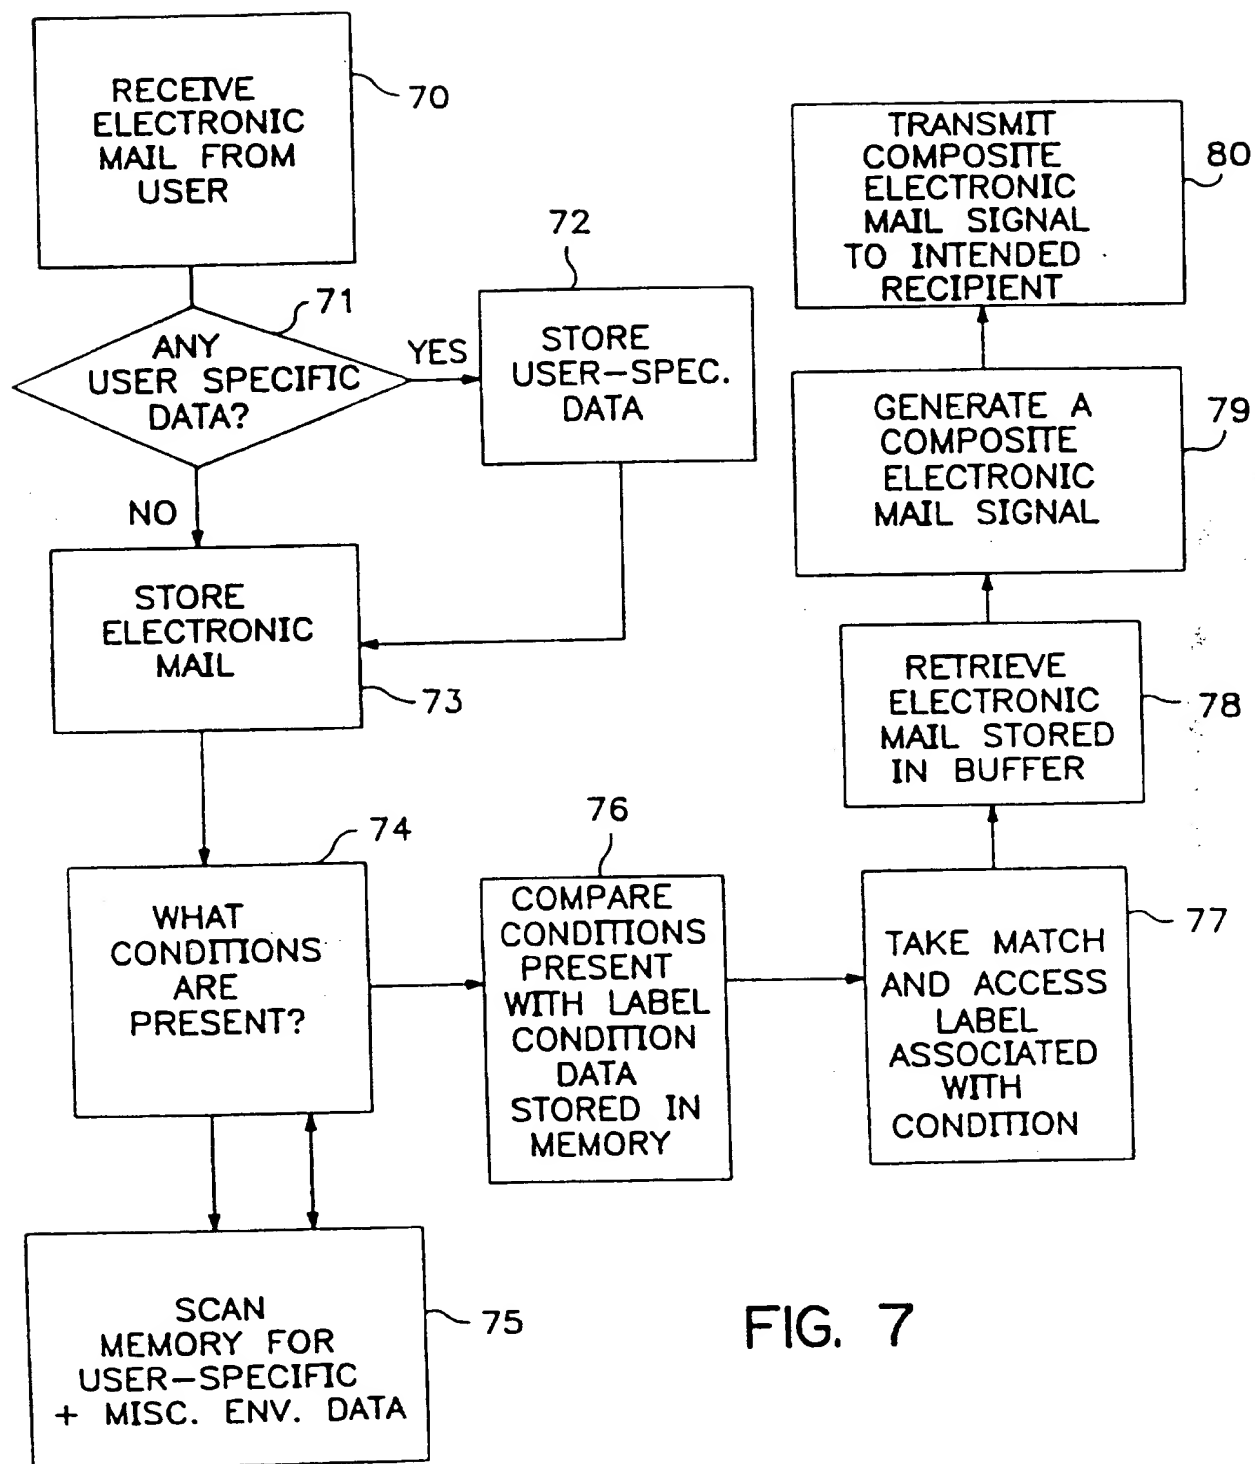 RECEIVE
ELECTRONIC
MAIL FROM
USER
70
71
ANY
USER SPECIFIC
DATA?
YES
NO
72
STORE
USER-SPEC.
DATA
STORE
ELECTRONIC
MAIL
73
74
WHAT
CONDITIONS
ARE
PRESENT?
SCAN
MEMORY FOR
USER-SPECIFIC
+ MISC. ENV. DATA
75
76
COMPARE
CONDITIONS
PRESENT
WITH LABEL
CONDITION
DATA
STORED IN
MEMORY
TAKE MATCH
AND ACCESS
LABEL
ASSOCIATED
WITH
CONDITION
77
RETRIEVE
ELECTRONIC
MAIL STORED
IN BUFFER
78
GENERATE A
COMPOSITE
ELECTRONIC
MAIL SIGNAL
79
TRANSMIT
COMPOSITE
ELECTRONIC
MAIL SIGNAL
TO INTENDED
RECIPIENT
80
FIG. 7